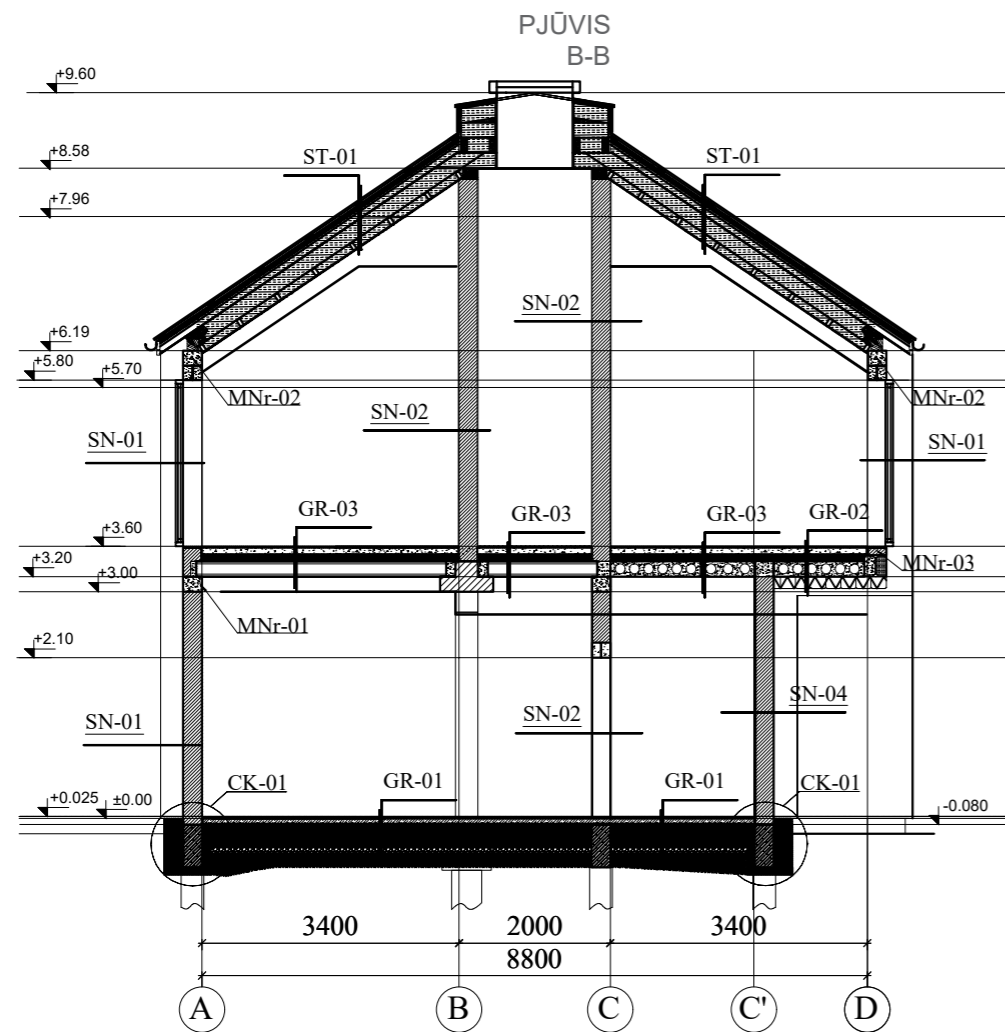 PJŪVIS
B-B
+9.60
+8.58
ST-01 ST-01
+7.96
SN-02
+6.19
+5.80
+5.70
MNr-02 MNr-02
SN-02
SN-01 SN-01
GR-03 GR-03 GR-03 GR-02
+3.60
+3.20
+3.00
MNr-03
MNr-01
+2.10
SN-04
SN-01 SN-02
CK-01 GR-01 GR-01 CK-01
+0.025 ±0.00 -0.080
3400 2000 3400
8800
A B C C' D